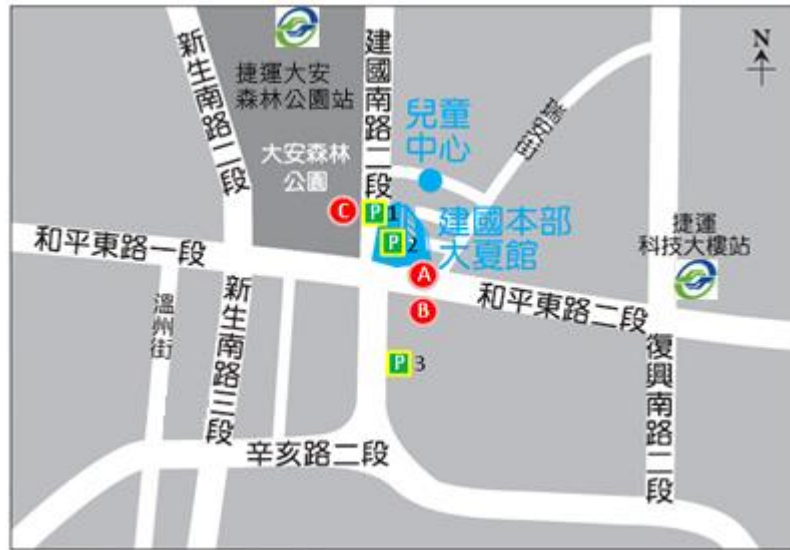 新生南路二段
捷運大安
森林公園站
建國南路二段
N
兒童
中心
瑞安街
大安森林
公園
C
P1
P2
建國本部
大夏館
捷運
科技大樓站
和平東路一段
A
B
和平東路二段
溫州街
新生南路三段
P3
復興南路二段
辛亥路二段